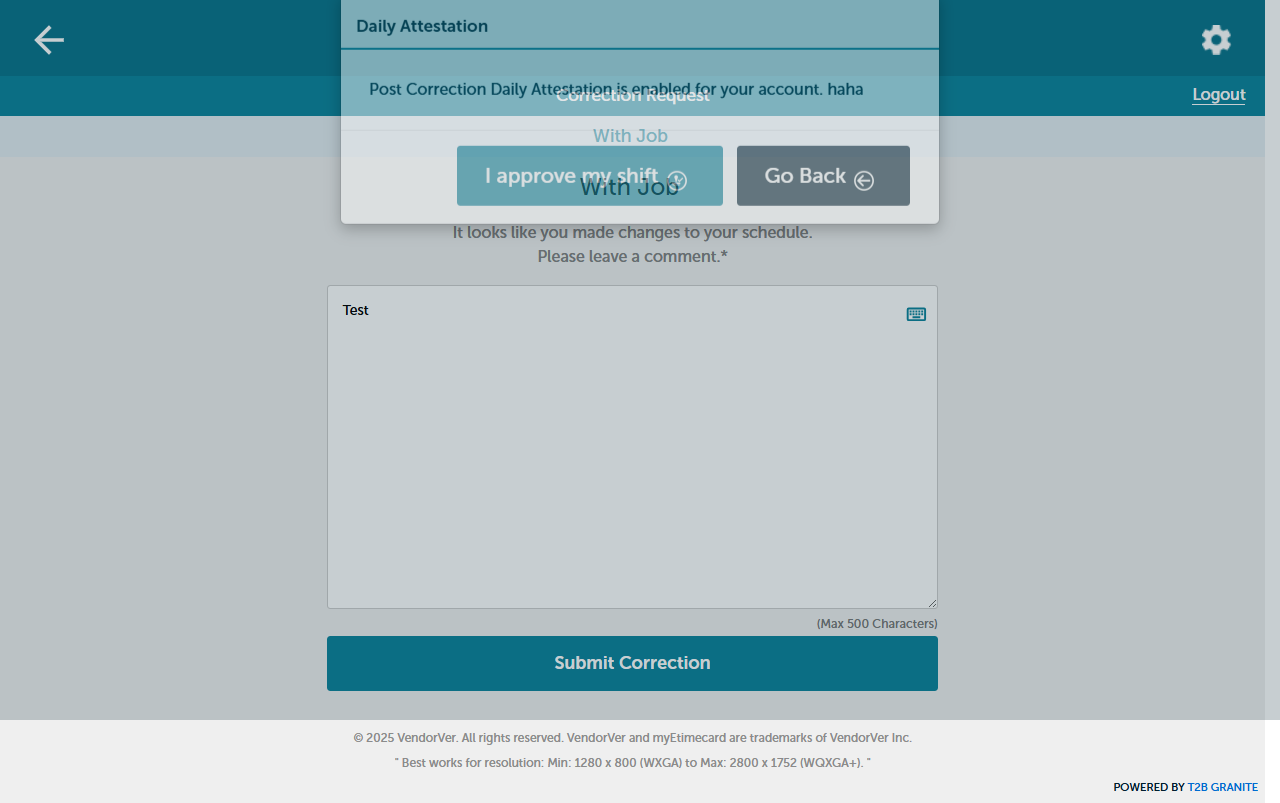 Daily Attestation
Post Correction Daily Attestation is enabled for your account. haha
Correction Request
Logout
With Job
I approve my shift
Go Back
With Job
It looks like you made changes to your schedule.
Please leave a comment.*
Test
(Max 500 Characters)
Submit Correction
© 2025 VendorVer. All rights reserved. VendorVer and myEtimecard are trademarks of VendorVer Inc.
" Best works for resolution: Min: 1280 x 800 (WXGA) to Max: 2800 x 1752 (WQXGA+). "
POWERED BY T2B GRANITE